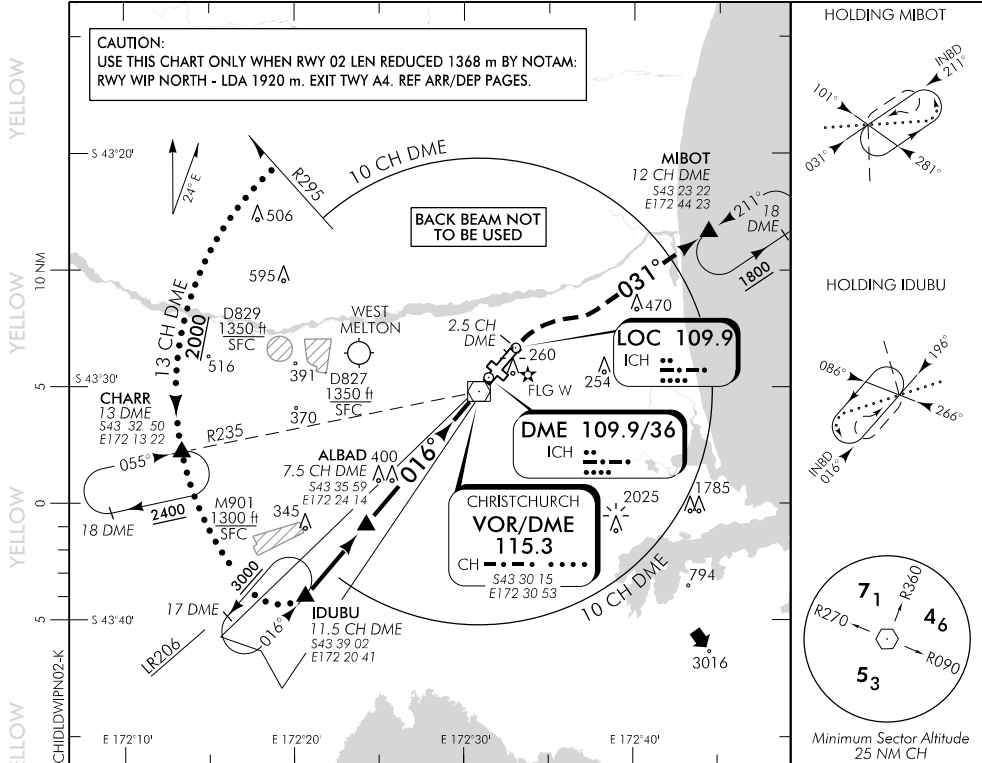 YELLOW
YELLOW
YELLOW
CAUTION:
USE THIS CHART ONLY WHEN RWY 02 LEN REDUCED 1368 m BY NOTAM:
RWY WIP NORTH - LDA 1920 m. EXIT TWY A4. REF ARR/DEP PAGES.
S 43°20'
24° E
R295
10 CH DME
506
BACK BEAM NOT
TO BE USED
MIBOT
12 CH DME
S43 23 22
E172 44 23
211°
18
DME
1800
031°
10 NM
595
13 CH DME
2000
D829
1350 ft
SFC
WEST
MELTON
2.5 CH
DME
470
LOC 109.9
ICH
516
391
D827
1350 ft
SFC
260
FLG W
254
5
S 43°30'
CHARR
13 DME
S43 32 50
E172 13 22
370
R235
055°
DME 109.9/36
ICH
016°
ALBAD
7.5 CH DME
S43 35 59
E172 24 14
400
18 DME
2400
0
M901
1300 ft
SFC
345
CHRISTCHURCH
VOR/DME
115.3
CH
S43 30 15
E172 30 53
2025
1785
794
10 CH DME
3000
17 DME
016°
IDUBU
11.5 CH DME
S43 39 02
E172 20 41
5
S 43°40'
LR206
3016
CHIDLDWIPN02-K
E 172°10'
E 172°20'
E 172°30'
E 172°40'
HOLDING MIBOT
INBD
211°
101°
031°
281°
HOLDING IDUBU
086°
196°
266°
INBD
016°
7₁
R360
4₆
R270
R090
5₃
Minimum Sector Altitude
25 NM CH